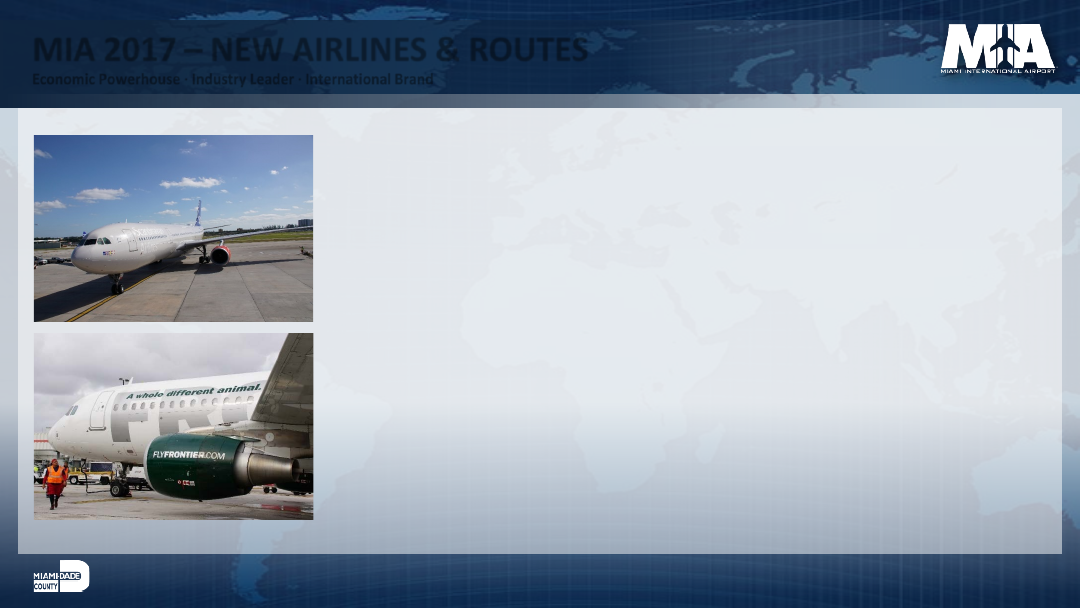 MIA 2017 – NEW AIRLINES & ROUTES
Economic Powerhouse · Industry Leader · International Brand
MIA
MIAMI INTERNATIONAL AIRPORT
A whole different animal.
FLYFRONTIER.COM
MIAMI-DADE
COUNTY